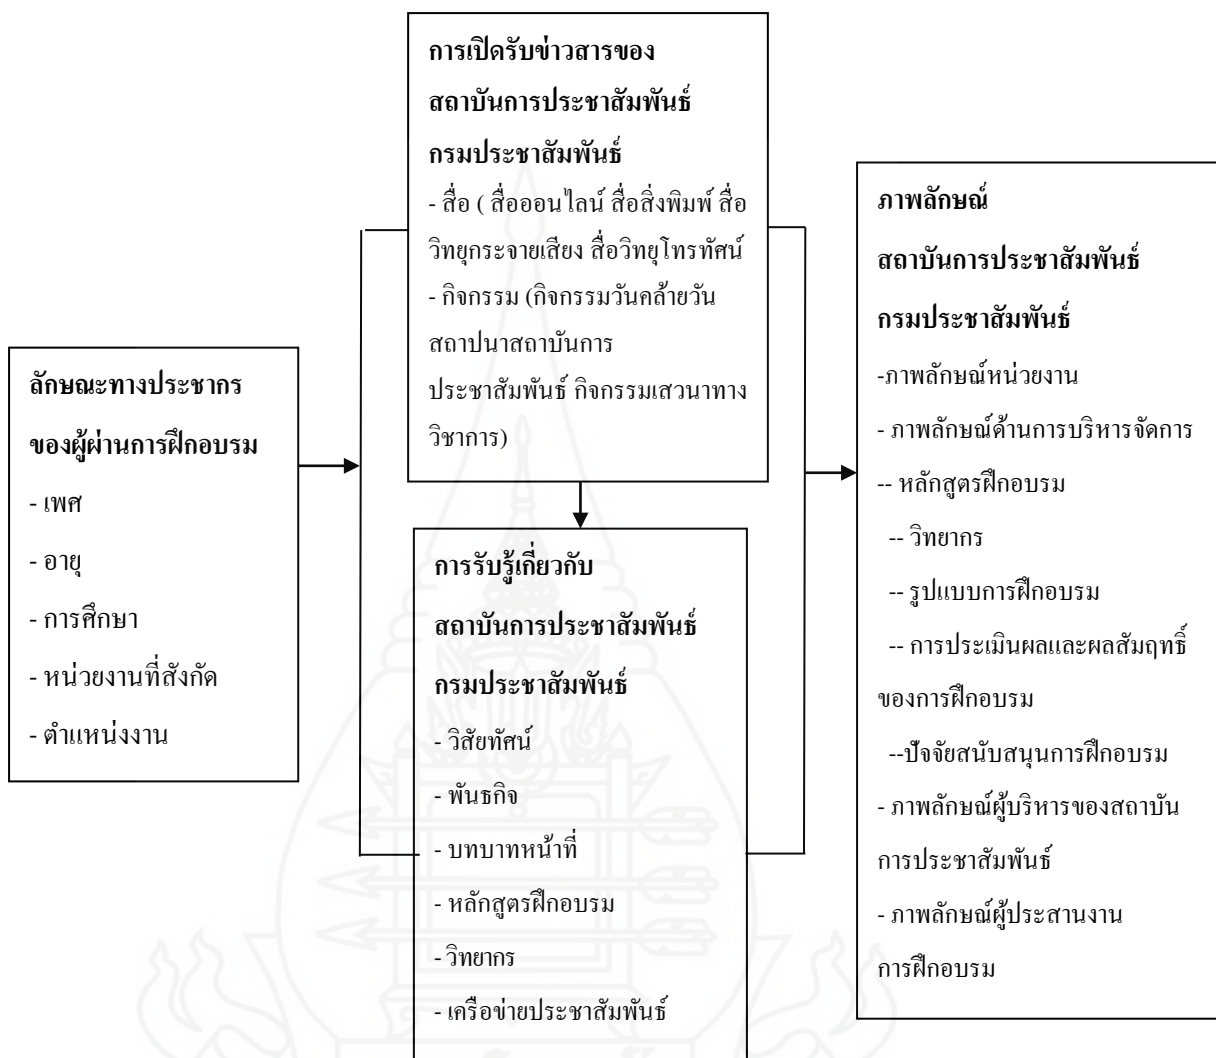 การเปิดรับข่าวสารของ
สถาบันการประชาสัมพันธ์
กรมประชาสัมพันธ์
- สื่อ ( สื่อออนไลน์ สื่อสิ่งพิมพ์ สื่อ
วิทยุกระจายเสียง สื่อวิทยุโทรทัศน์
- กิจกรรม (กิจกรรมวันคล้ายวัน
สถาปนาสถาบันการ
ประชาสัมพันธ์ กิจกรรมเสวนาทาง
วิชาการ)
ลักษณะทางประชากร
ของผู้ผ่านการฝึกอบรม
- เพศ
- อายุ
- การศึกษา
- หน่วยงานที่สังกัด
- ตำแหน่งงาน
การรับรู้เกี่ยวกับ
สถาบันการประชาสัมพันธ์
กรมประชาสัมพันธ์
- วิสัยทัศน์
- พันธกิจ
- บทบาทหน้าที่
- หลักสูตรฝึกอบรม
- วิทยากร
- เครือข่ายประชาสัมพันธ์
ภาพลักษณ์
สถาบันการประชาสัมพันธ์
กรมประชาสัมพันธ์
-ภาพลักษณ์หน่วยงาน
- ภาพลักษณ์ด้านการบริหารจัดการ
-- หลักสูตรฝึกอบรม
-- วิทยากร
-- รูปแบบการฝึกอบรม
-- การประเมินผลและผลสัมฤทธิ์
ของการฝึกอบรม
--ปัจจัยสนับสนุนการฝึกอบรม
- ภาพลักษณ์ผู้บริหารของสถาบัน
การประชาสัมพันธ์
- ภาพลักษณ์ผู้ประสานงาน
การฝึกอบรม